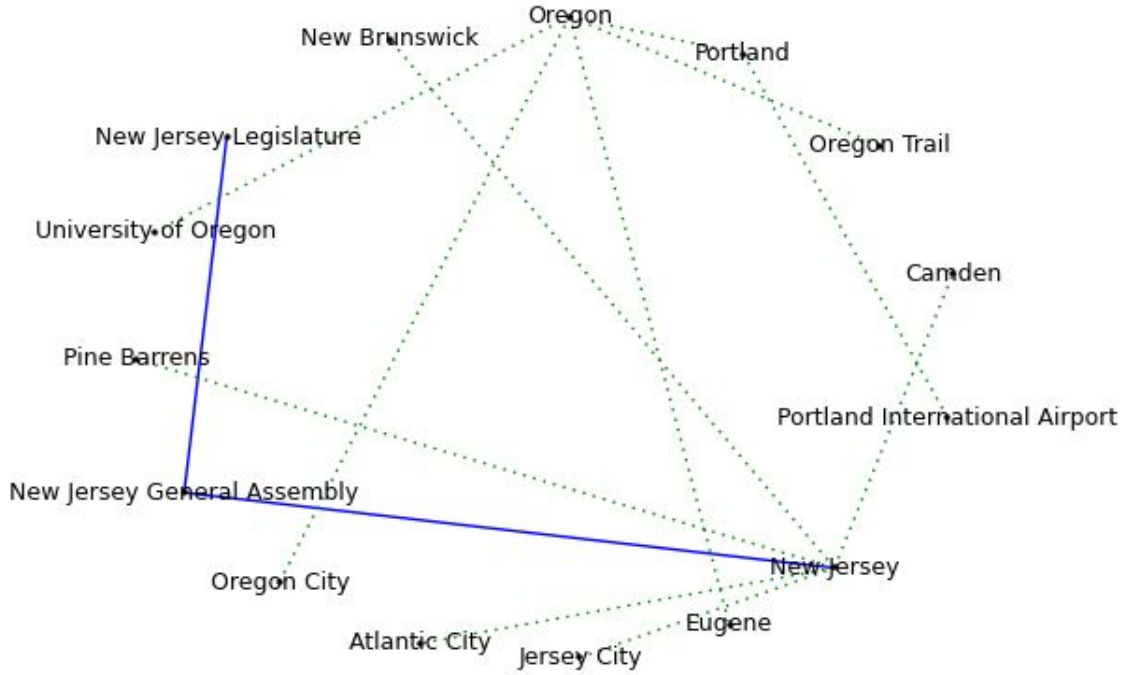 Oregon
New Brunswick
Portland
New Jersey Legislature
Oregon Trail
University of Oregon
Camden
Pine Barrens
Portland International Airport
New Jersey General Assembly
New Jersey
Oregon City
Eugene
Atlantic City
Jersey City